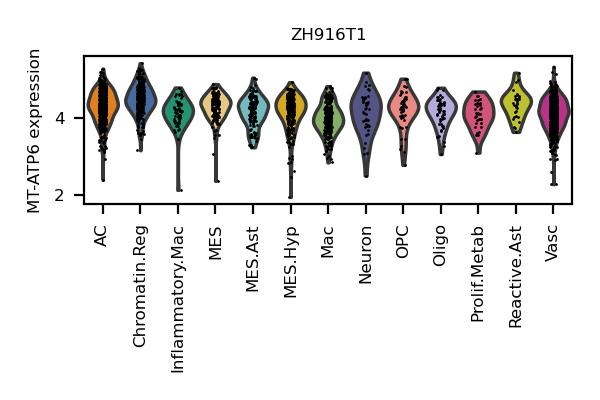 ZH916T1
MT-ATP6 expression
4
2
AC
Chromatin.Reg
Inflammatory.Mac
MES
MES.Ast
MES.Hyp
Mac
Neuron
OPC
Oligo
Prolif.Metab
Reactive.Ast
Vasc